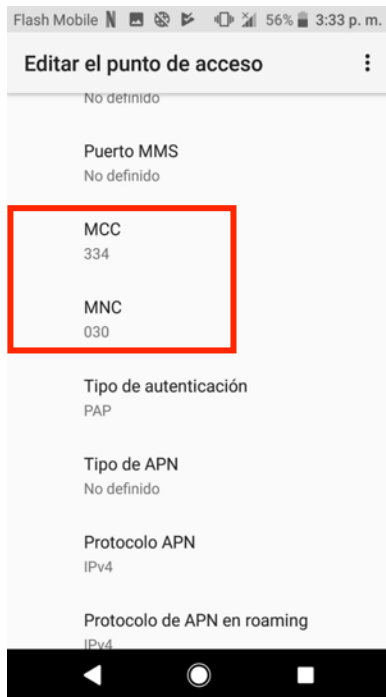 Flash Mobile 56% 3:33 p. m.
Editar el punto de acceso
No definido
Puerto MMS
No definido
MCC
334
MNC
030
Tipo de autenticación
PAP
Tipo de APN
No definido
Protocolo APN
IPv4
Protocolo de APN en roaming
IPv4